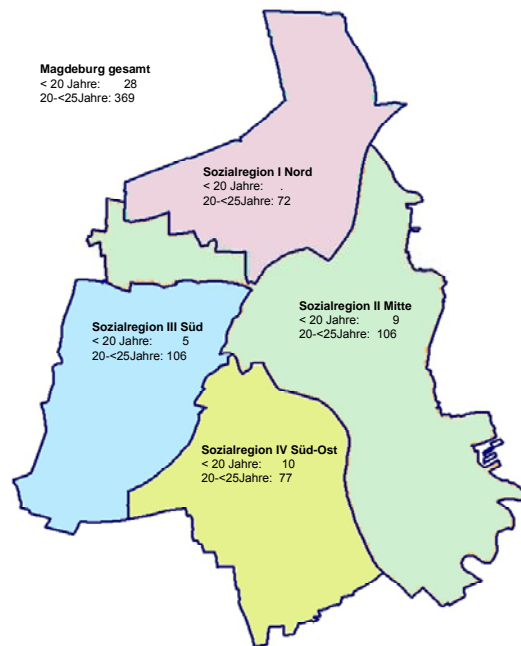 Magdeburg gesamt
< 20 Jahre: 28
20-<25Jahre: 369
Sozialregion I Nord
< 20 Jahre: .
20-<25Jahre: 72
Sozialregion II Mitte
< 20 Jahre: 9
20-<25Jahre: 106
Sozialregion III Süd
< 20 Jahre: 5
20-<25Jahre: 106
Sozialregion IV Süd-Ost
< 20 Jahre: 10
20-<25Jahre: 77